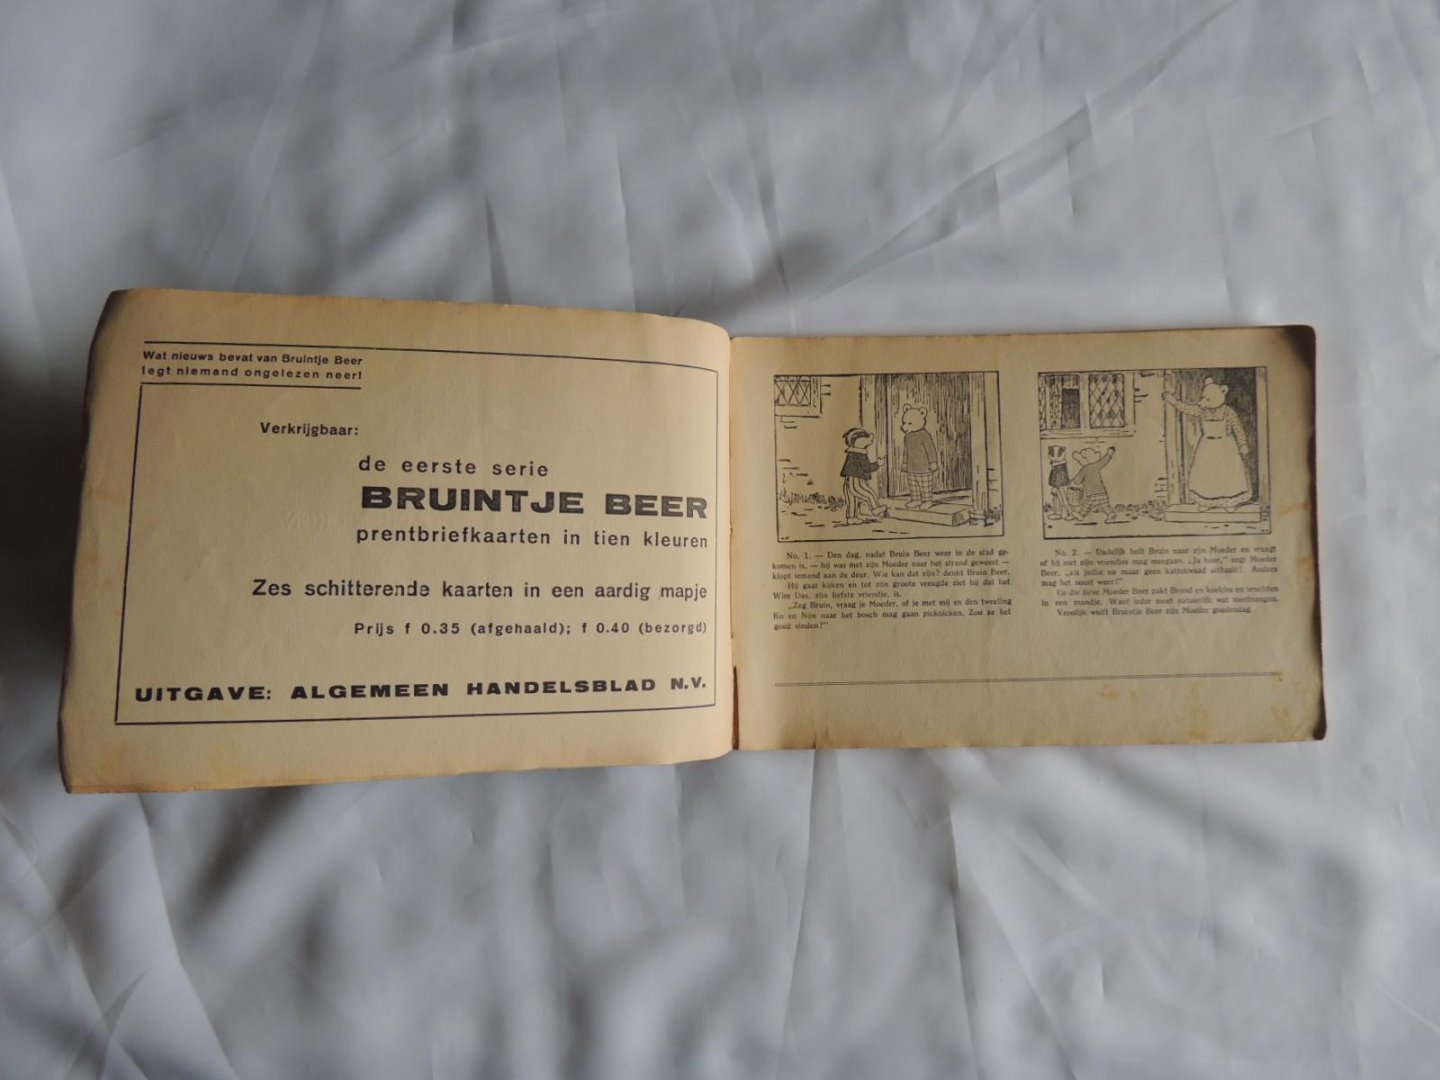 Wat nieuws bevat van Bruintje Beer
legt niemand ongelezen neer!
Verkrijgbaar:
de eerste serie
BRUINTJE BEER
prentbriefkaarten in tien kleuren
Zes schitterende kaarten in een aardig mapje
Prijs f 0.35 (afgehaald); f 0.40 (bezorgd)
UITGAVE: ALGEMEEN HANDELSBLAD N.V.
No. 1. — Den dag, nadat Bruin Beer weer in de stad ge-
komen is, — hij was met zijn Moeder naar het strand geweest —
klopt iemand aan de deur. Wie kan dat zijn? denkt Bruin Beer.
Hij gaat kijken en tot zijn groote vreugde ziet hij dat het
Wim Das, zijn liefste vriendje, is.
„Zeg Bruin, vraag je Moeder, of je met mij en den tweeling
Ko en Nijn naar het bosch mag gaan picknicken. Zou ze het
goed vinden?"
No. 2. — Dadelijk holt Bruin naar zijn Moeder en vraagt
of hij met zijn vriendjes mag meegaan. „Ja hoor," zegt Moeder
Beer, „als jullie en maar geen kattekwaad uithaalt! Anders
mag het nooit weer!"
En die lieve Moeder Beer pakt Brood en koekjes en vruchten
in een mandje. Want ieder moet natuurlijk wat meebrengen.
Vroolijk wuift Bruintje Beer zijn Moeder goedendag.